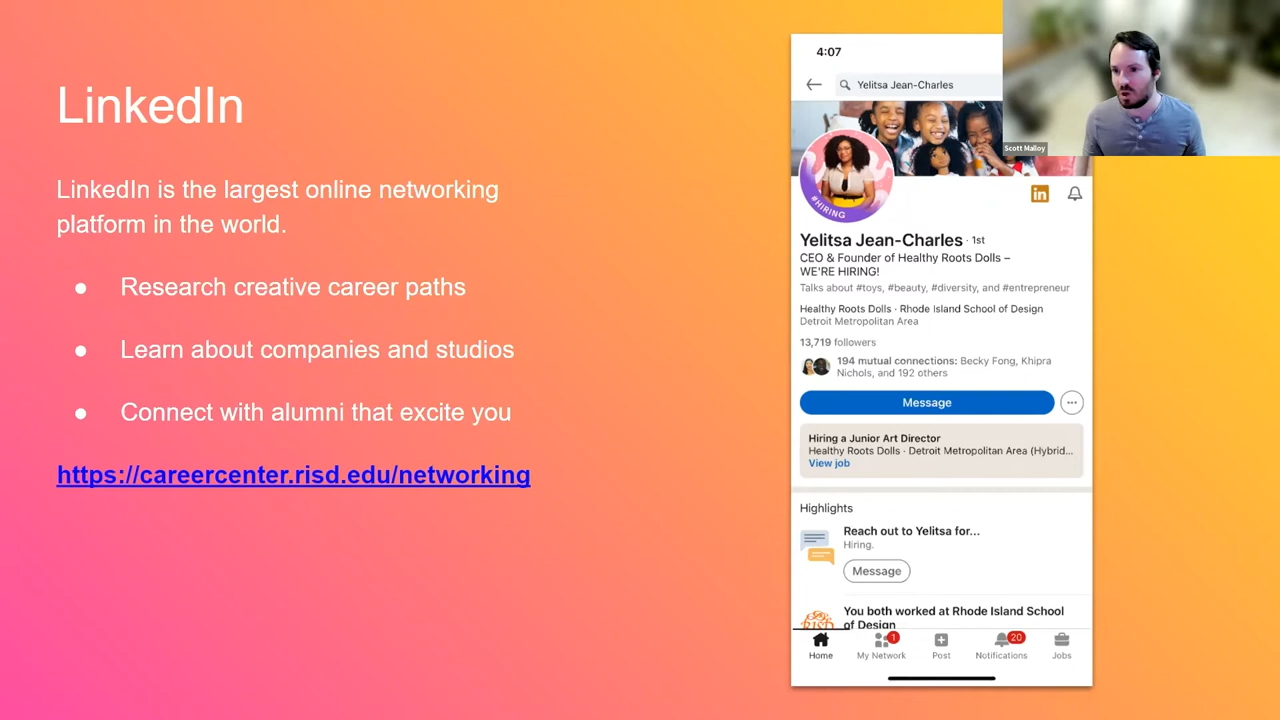 LinkedIn
LinkedIn is the largest online networking
platform in the world.
● Research creative career paths
● Learn about companies and studios
● Connect with alumni that excite you
https://careercenter.risd.edu/networking
4:07
Yelitsa Jean-Charles
#HIRING
in
Yelitsa Jean-Charles · 1st
CEO & Founder of Healthy Roots Dolls –
WE'RE HIRING!
Talks about #toys, #beauty, #diversity, and #entrepreneur
Healthy Roots Dolls · Rhode Island School of Design
Detroit Metropolitan Area
13,719 followers
194 mutual connections: Becky Fong, Khipra
Nichols, and 192 others
Message
Hiring a Junior Art Director
Healthy Roots Dolls · Detroit Metropolitan Area (Hybrid...
View job
Highlights
Reach out to Yelitsa for...
Hiring.
Message
You both worked at Rhode Island School
of Design
RISD
1
20
Home
My Network
Post
Notifications
Jobs
Scott Malloy